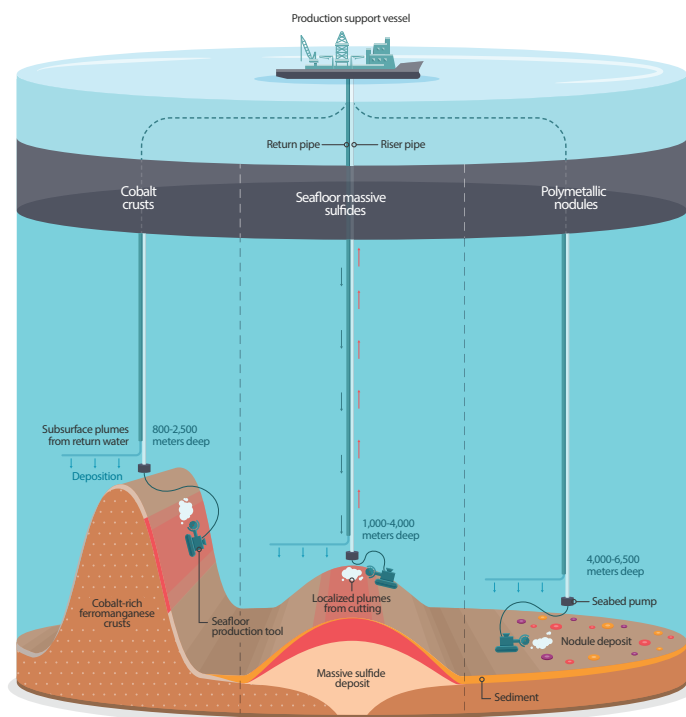 Production support vessel
Return pipe
Riser pipe
Cobalt
crusts
Seafloor massive
sulfides
Polymetallic
nodules
Subsurface plumes
from return water
800-2,500
meters deep
Deposition
1,000-4,000
meters deep
4,000-6,500
meters deep
Cobalt-rich
ferromanganese
crusts
Seafloor
production tool
Localized plumes
from cutting
Seabed pump
Nodule deposit
Massive sulfide
deposit
Sediment